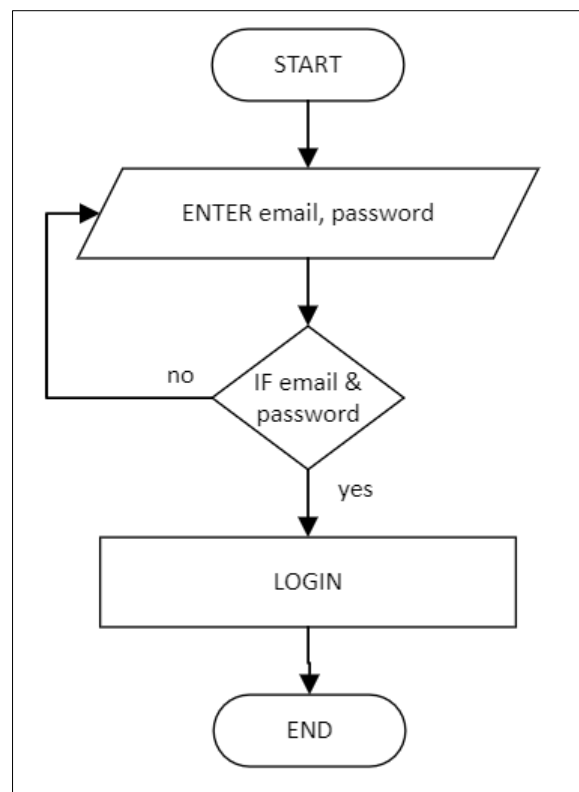 START
ENTER email, password
IF email &
password
no
yes
LOGIN
END